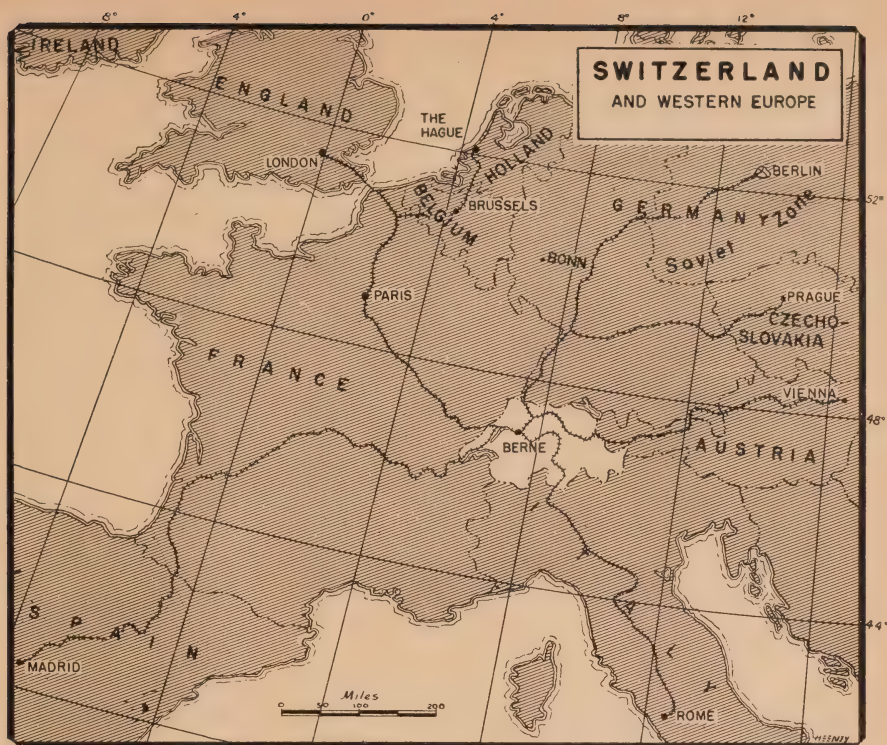 8°
4°
0°
4°
8°
12°
IRELAND
ENGLAND
SWITZERLAND
AND WESTERN EUROPE
THE
HAGUE
LONDON
HOLLAND
BERLIN
BELGIUM
BRUSSELS
52°
GERMANY
Soviet Zone
BONN
PARIS
PRAGUE
CZECHO-
SLOVAKIA
FRANCE
VIENNA
48°
BERNE
AUSTRIA
ITALY
44°
SPAIN
MADRID
Miles
0 50 100 200
ROME
HEENEY